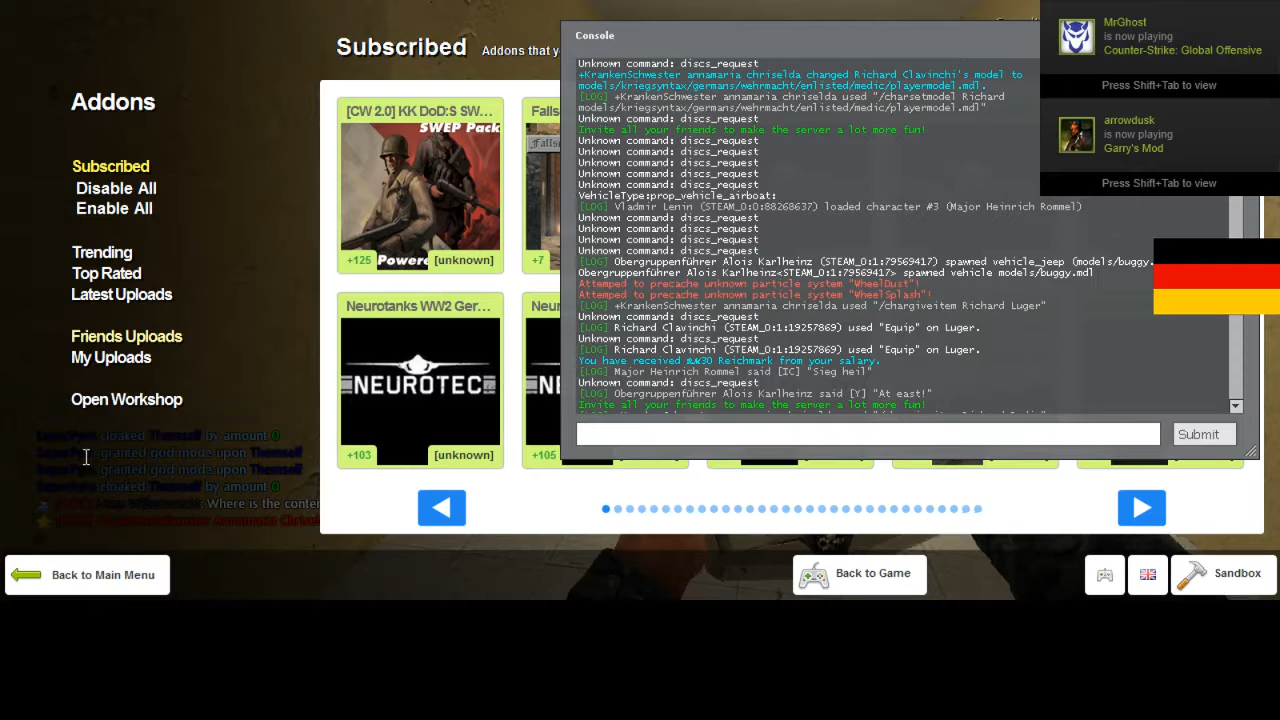 Subscribed
Addons that y
Addons
Subscribed
Disable All
Enable All
Trending
Top Rated
Latest Uploads
Friends Uploads
My Uploads
Open Workshop
[CW 2.0] KK DoD:S SW...
SWEP Pack
+125
Powere
[unknown]
Falls
+7
Neurotanks WW2 Ger...
NEUROTEC
+103
[unknown]
+105
Console
Unknown command: discs_request
+KrankenSchwester annamaria chriselda changed Richard Clavinchi's model to
models/kriegsyntax/germans/wehrmacht/enlisted/medic/playermodel.mdl.
[LOG] +KrankenSchwester annamaria chriselda used "/charsetmodel Richard
models/kriegsyntax/germans/wehrmacht/enlisted/medic/playermodel.mdl"
Unknown command: discs_request
Invite all your friends to make the server a lot more fun!
Unknown command: discs_request
Unknown command: discs_request
Unknown command: discs_request
Unknown command: discs_request
Unknown command: discs_request
VehicleType:prop_vehicle_airboat:
[LOG] Vladmir Lenin (STEAM_0:0:88268637) loaded character #3 (Major Heinrich Rommel)
Unknown command: discs_request
Unknown command: discs_request
Unknown command: discs_request
Unknown command: discs_request
[LOG] Obergruppenführer Alois Karlheinz (STEAM_0:1:79569417) spawned vehicle_jeep (models/buggy.
Obergruppenführer Alois Karlheinz<STEAM_0:1:79569417> spawned vehicle models/buggy.mdl
Attemped to precache unknown particle system "WheelDust"!
Attemped to precache unknown particle system "WheelSplash"!
[LOG] +KrankenSchwester annamaria chriselda used "/chargiveitem Richard Luger"
Unknown command: discs_request
[LOG] Richard Clavinchi (STEAM_0:1:19257869) used "Equip" on Luger.
Unknown command: discs_request
[LOG] Richard Clavinchi (STEAM_0:1:19257869) used "Equip" on Luger.
You have received 30 Reichmark from your salary.
[LOG] Major Heinrich Rommel said [IC] "Sieg heil"
Unknown command: discs_request
[LOG] Obergruppenführer Alois Karlheinz said [Y] "At east!"
Invite all your friends to make the server a lot more fun!
Submit
MrGhost
is now playing
Counter-Strike: Global Offensive
Press Shift+Tab to view
arrowdusk
is now playing
Garry's Mod
Press Shift+Tab to view
cloaked Themself by amount 0
granted god mode upon Themself
granted god mode upon Themself
cloaked Themself by amount 0
: Where is the conten
Back to Main Menu
Back to Game
Sandbox